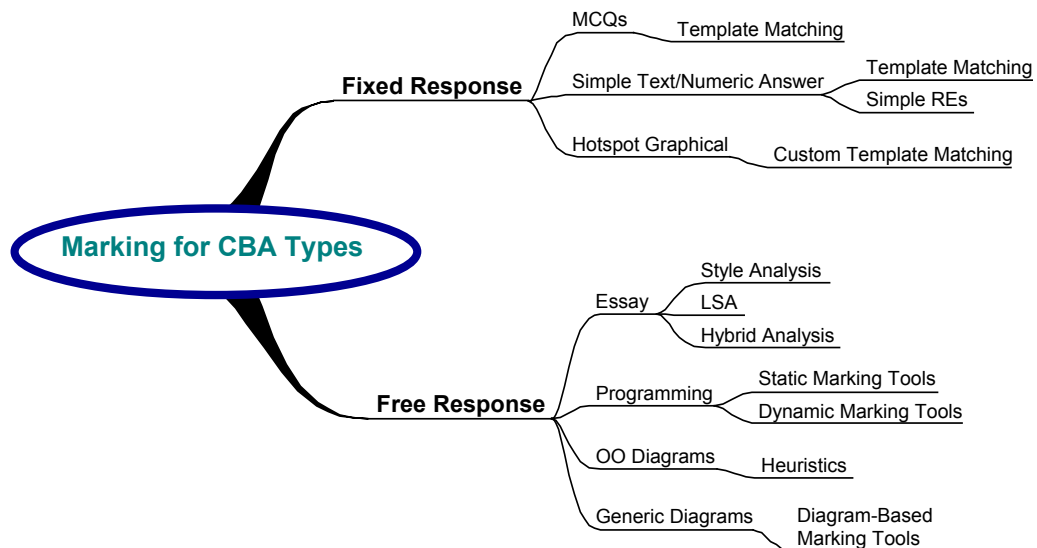 Marking for CBA Types
Fixed Response
MCQs
Template Matching
Simple Text/Numeric Answer
Template Matching
Simple REs
Hotspot Graphical
Custom Template Matching
Free Response
Essay
Style Analysis
LSA
Hybrid Analysis
Programming
Static Marking Tools
Dynamic Marking Tools
OO Diagrams
Heuristics
Generic Diagrams
Diagram-Based
Marking Tools